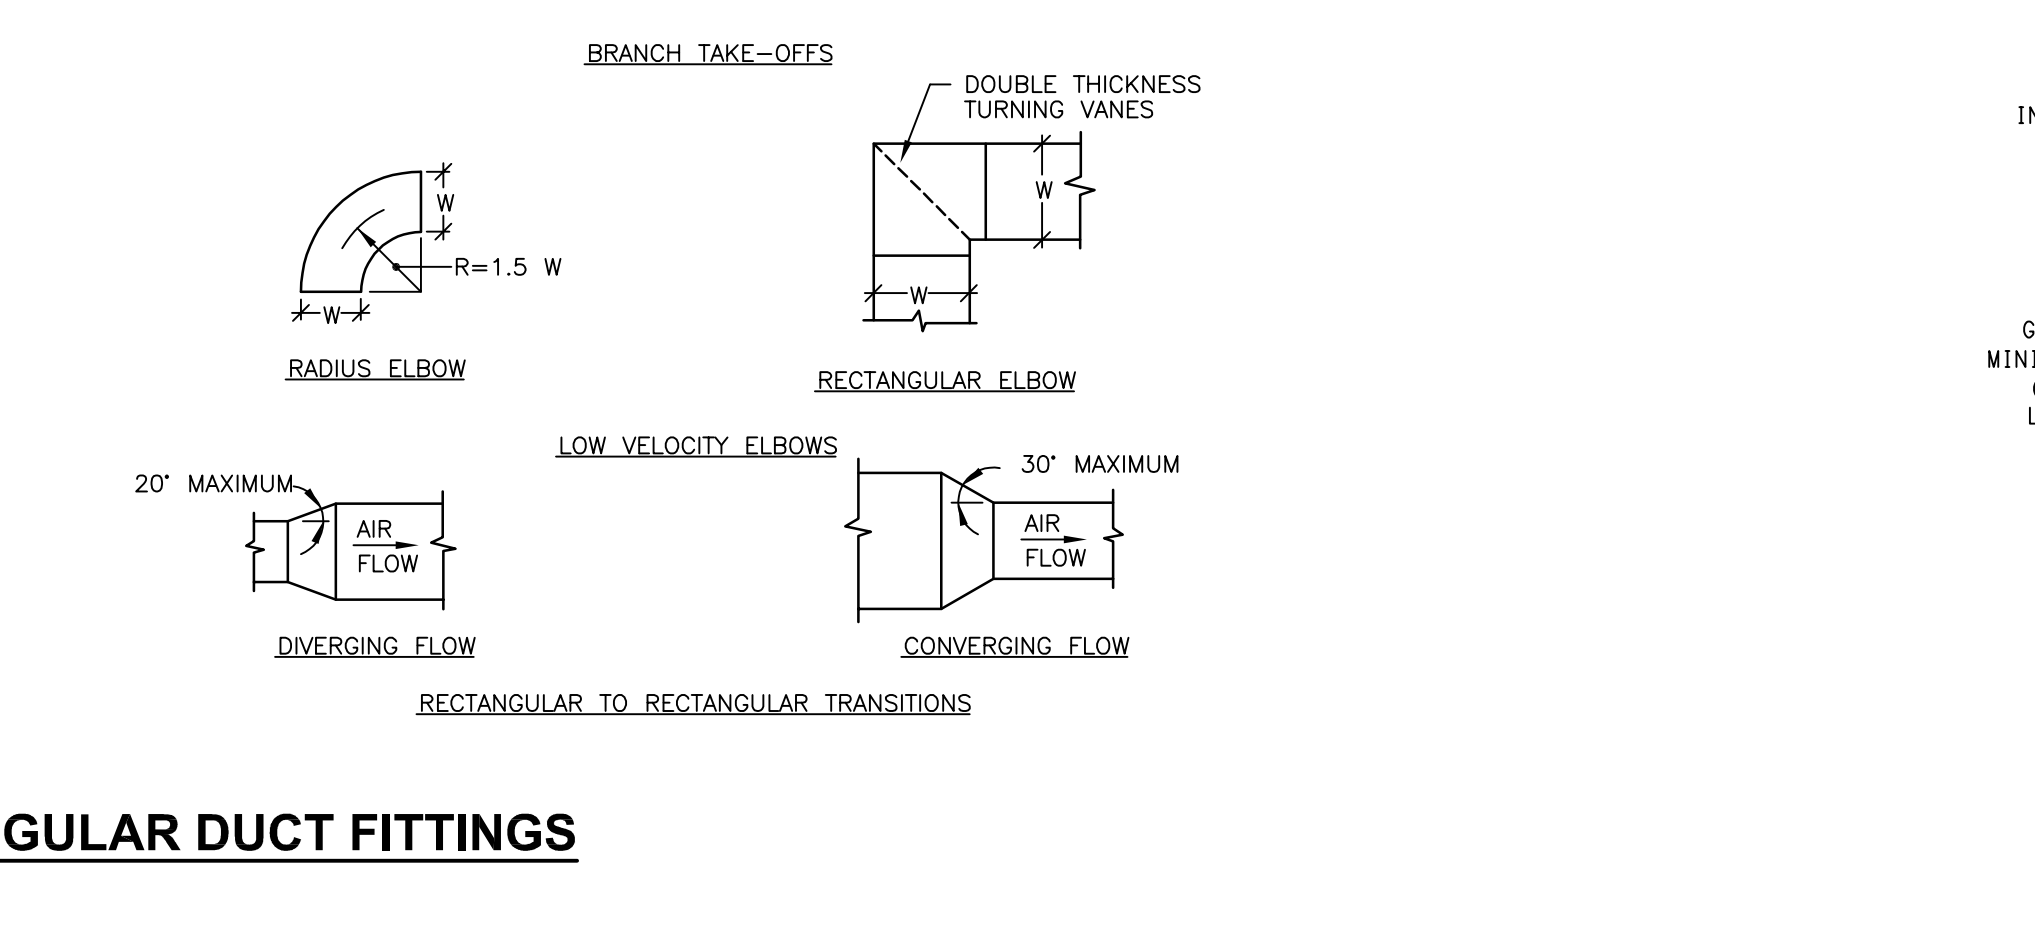 BRANCH TAKE-OFFS
DOUBLE THICKNESS
TURNING VANES
W
W
R=1.5 W
W
W
RADIUS ELBOW
RECTANGULAR ELBOW
LOW VELOCITY ELBOWS
20° MAXIMUM
AIR
FLOW
30° MAXIMUM
AIR
FLOW
DIVERGING FLOW
CONVERGING FLOW
RECTANGULAR TO RECTANGULAR TRANSITIONS
GULAR DUCT FITTINGS